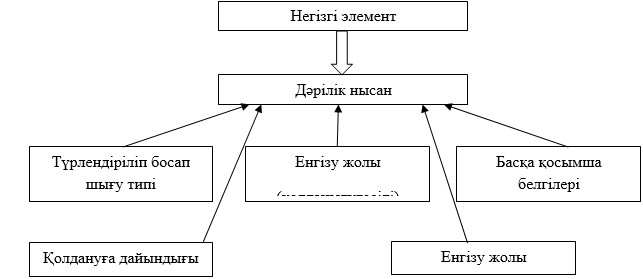 Негізгі элемент
Дәрілік нысан
Түрлендіріліп босап
шығу типі
Енгізу жолы
Басқа қосымша
белгілері
Қолдануға дайындығы
Енгізу жолы